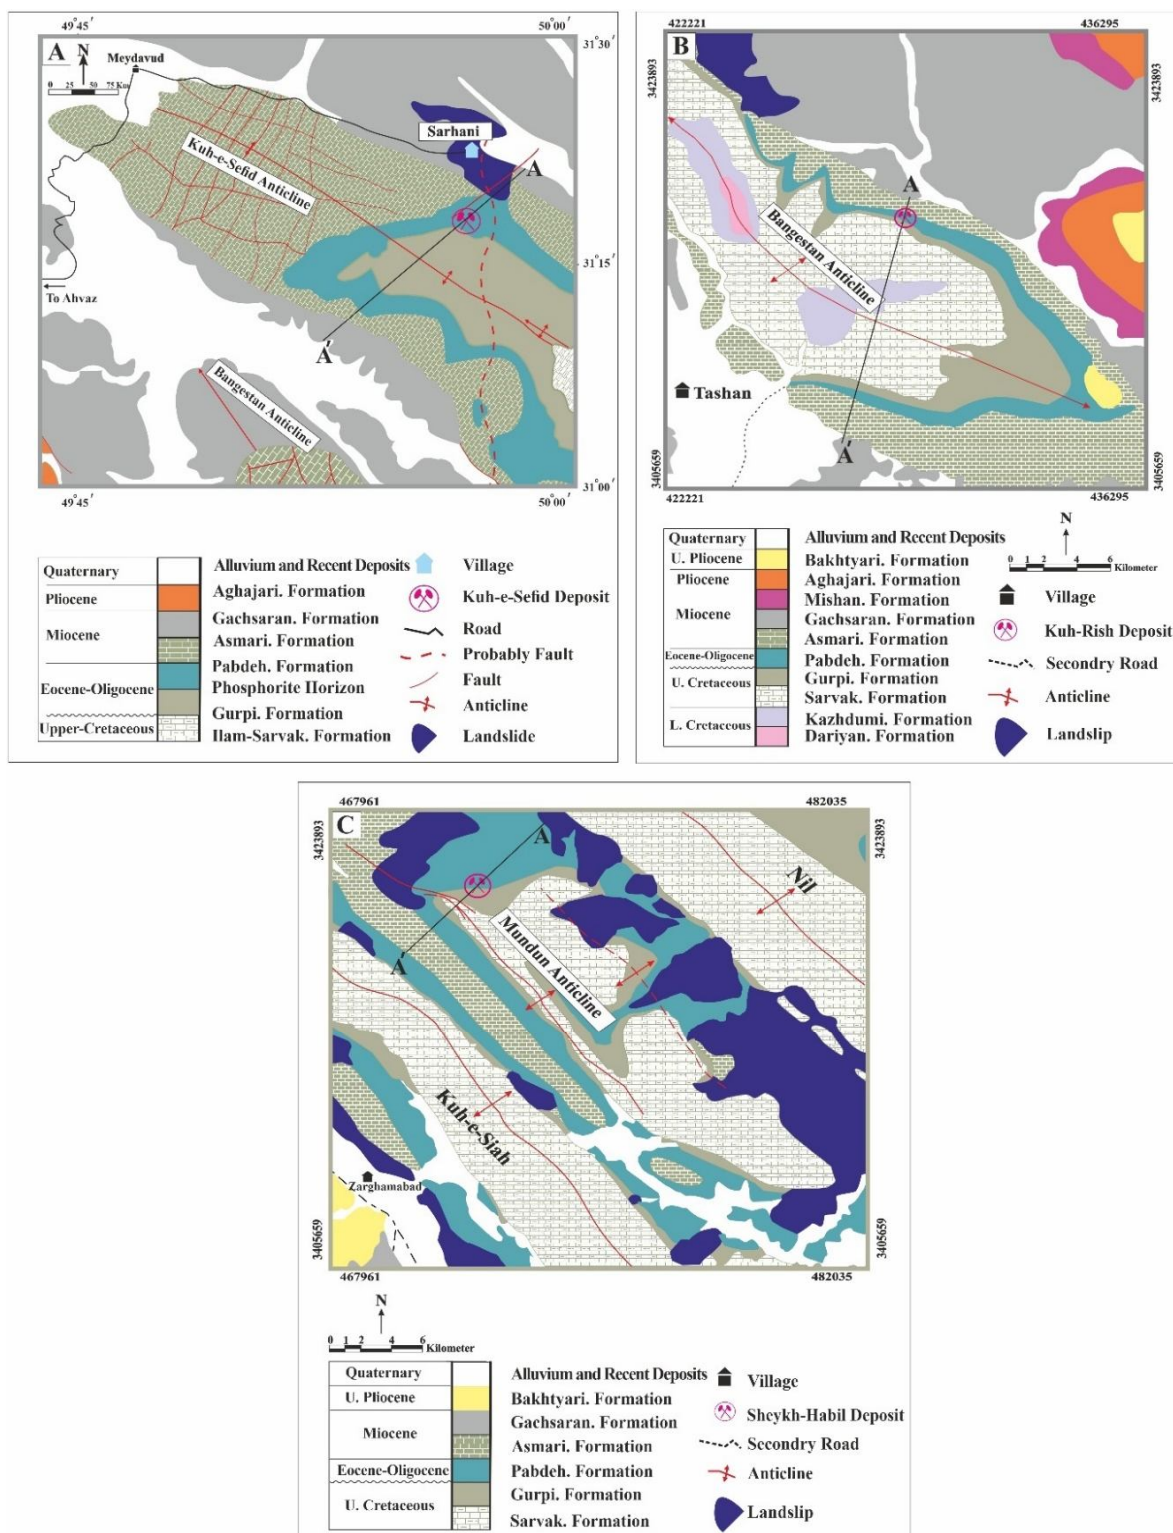 49°45′
50°00′
A
N
0 25 50 75 Km
Meydavud
31°30′
Sarhani
Kuh-e-Sefid Anticline
A
31°15′
To Ahvaz
A′
Bangestan Anticline
31°00′
49°45′
50°00′
Quaternary
Pliocene
Miocene
Eocene-Oligocene
Upper-Cretaceous
Alluvium and Recent Deposits
Aghajari. Formation
Gachsaran. Formation
Asmari. Formation
Pabdeh. Formation
Phosphorite Horizon
Gurpi. Formation
Ilam-Sarvak. Formation
Village
Kuh-e-Sefid Deposit
Road
Probably Fault
Fault
Anticline
Landslide
422221
436295
B
3423893
3423893
A
Bangestan Anticline
Tashan
A′
3405659
3405659
422221
436295
Quaternary
U. Pliocene
Pliocene
Miocene
Eocene-Oligocene
U. Cretaceous
L. Cretaceous
Alluvium and Recent Deposits
Bakhtyari. Formation
Aghajari. Formation
Mishan. Formation
Gachsaran. Formation
Asmari. Formation
Pabdeh. Formation
Gurpi. Formation
Sarvak. Formation
Kazhdumi. Formation
Dariyan. Formation
N
0 1 2 4 6
Kilometer
Village
Kuh-Rish Deposit
Secondry Road
Anticline
Landslip
467961
482035
C
3423893
3423893
A
Nil
Mundun Anticline
A′
Kuh-e-Siah
Zarghamabad
3405659
3405659
467961
482035
N
0 1 2 4 6
Kilometer
Quaternary
U. Pliocene
Miocene
Eocene-Oligocene
U. Cretaceous
Alluvium and Recent Deposits
Bakhtyari. Formation
Gachsaran. Formation
Asmari. Formation
Pabdeh. Formation
Gurpi. Formation
Sarvak. Formation
Village
Sheykh-Habil Deposit
Secondry Road
Anticline
Landslip